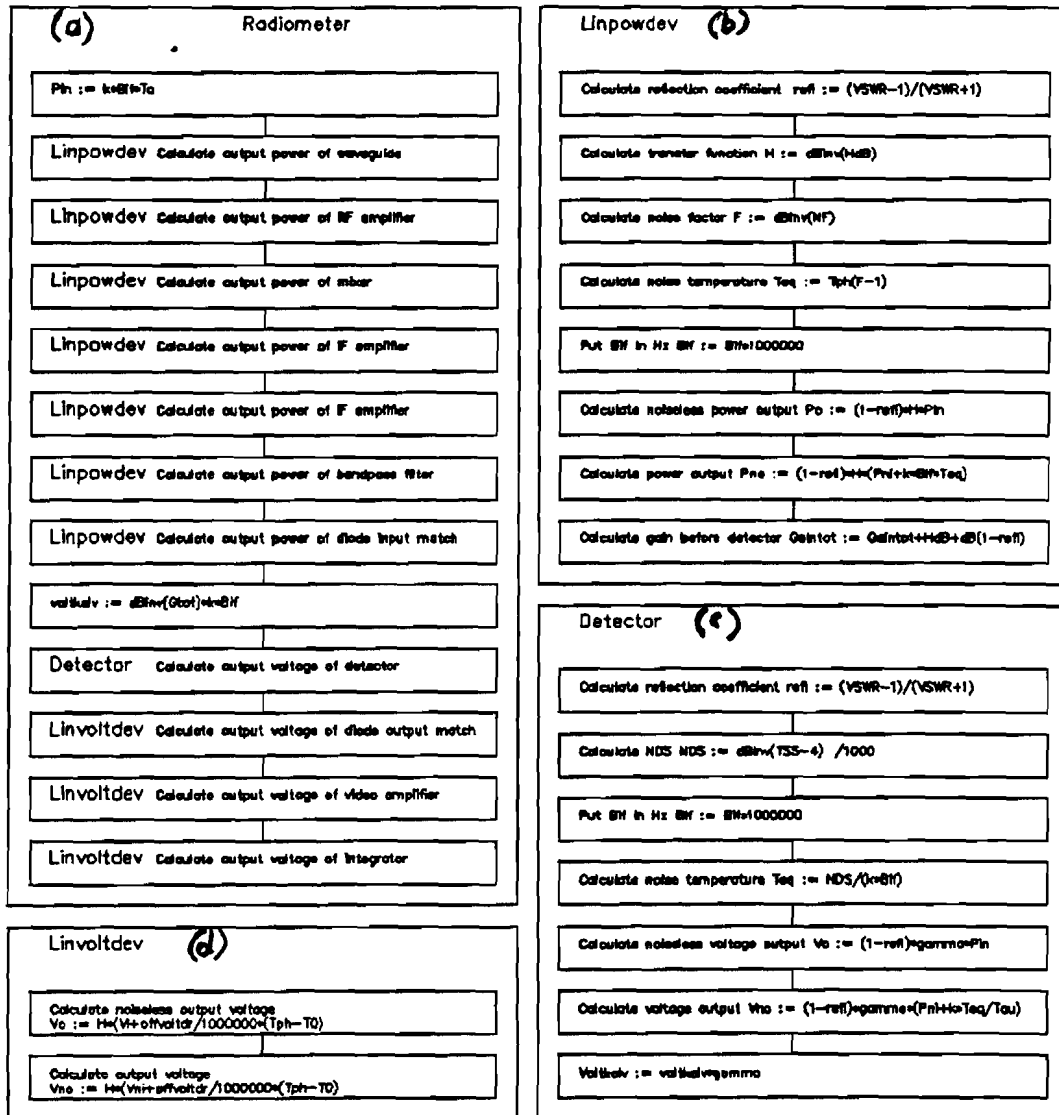 (a) Radiometer
Pin := k*Bif*Ta
Linpowdev Calculate output power of waveguide
Linpowdev Calculate output power of RF amplifier
Linpowdev Calculate output power of mixer
Linpowdev Calculate output power of IF amplifier
Linpowdev Calculate output power of IF amplifier
Linpowdev Calculate output power of bandpass filter
Linpowdev Calculate output power of diode input match
voltkelv := dBinv(Gtot)*k*Bif
Detector Calculate output voltage of detector
Linvoltdev Calculate output voltage of diode output match
Linvoltdev Calculate output voltage of video amplifier
Linvoltdev Calculate output voltage of integrator
Linpowdev (b)
Calculate reflection coefficient refl := (VSWR-1)/(VSWR+1)
Calculate transfer function H := dBinv(HdB)
Calculate noise factor F := dBinv(NF)
Calculate noise temperature Teq := Tph(F-1)
Put Bif in Hz Bif := Bif*1000000
Calculate noiseless power output Po := (1-refl)*H*Pin
Calculate power output Pno := (1-refl)*H*(Pni+k*Bif*Teq)
Calculate gain before detector Gaintot := Gaintot+HdB+dB(1-refl)
Detector (c)
Calculate reflection coefficient refl := (VSWR-1)/(VSWR+1)
Calculate NDS NDS := dBinv(TSS-4) /1000
Put Bif in Hz Bif := Bif*1000000
Calculate noise temperature Teq := NDS/(k*Bif)
Calculate noiseless voltage output Vo := (1-refl)*gamma*Pin
Calculate voltage output Vno := (1-refl)*gamma*(Pni+k*Teq/Tau)
Voltkelv := voltkelv*gamma
Linvoltdev (d)
Calculate noiseless output voltage
Vo := H*(Vi+offvoltdr/1000000*(Tph-T0)
Calculate output voltage
Vno := H*(Vni+offvoltdr/1000000*(Tph-T0)